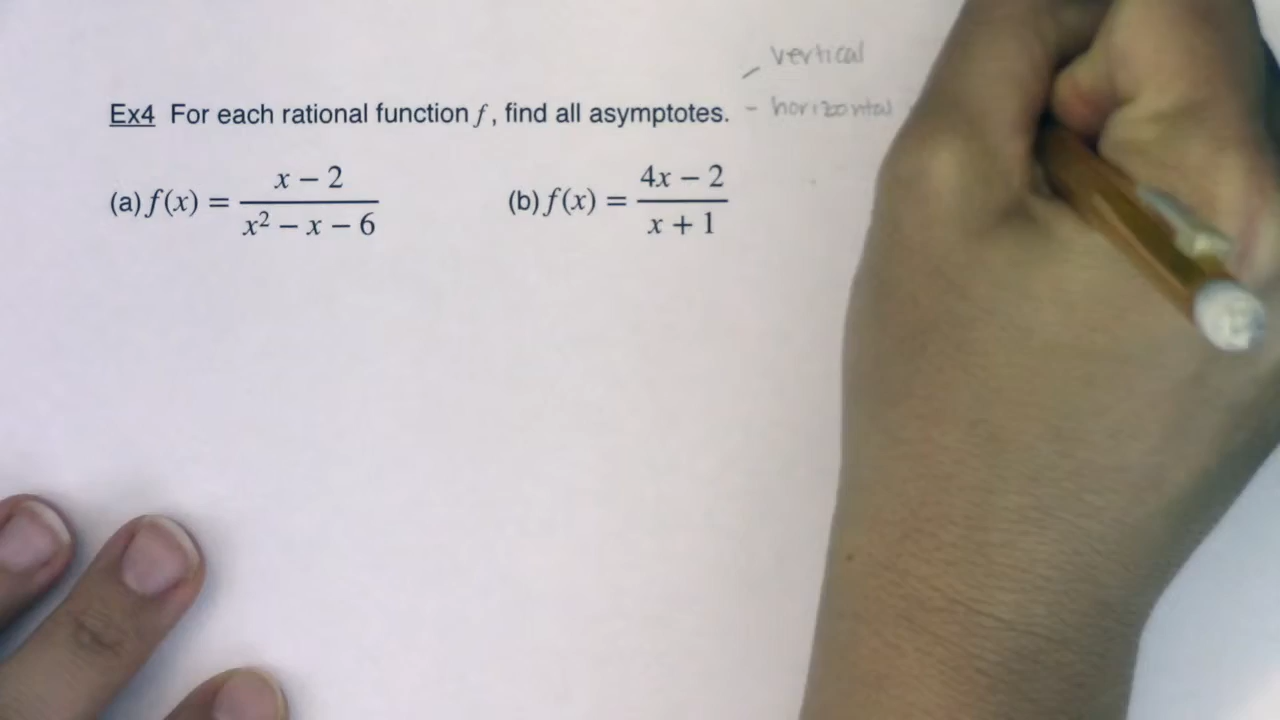 vertical
Ex4 For each rational function f, find all asymptotes. - horizontal
(a) f(x) = (x − 2)/(x² − x − 6) (b) f(x) = (4x − 2)/(x + 1)